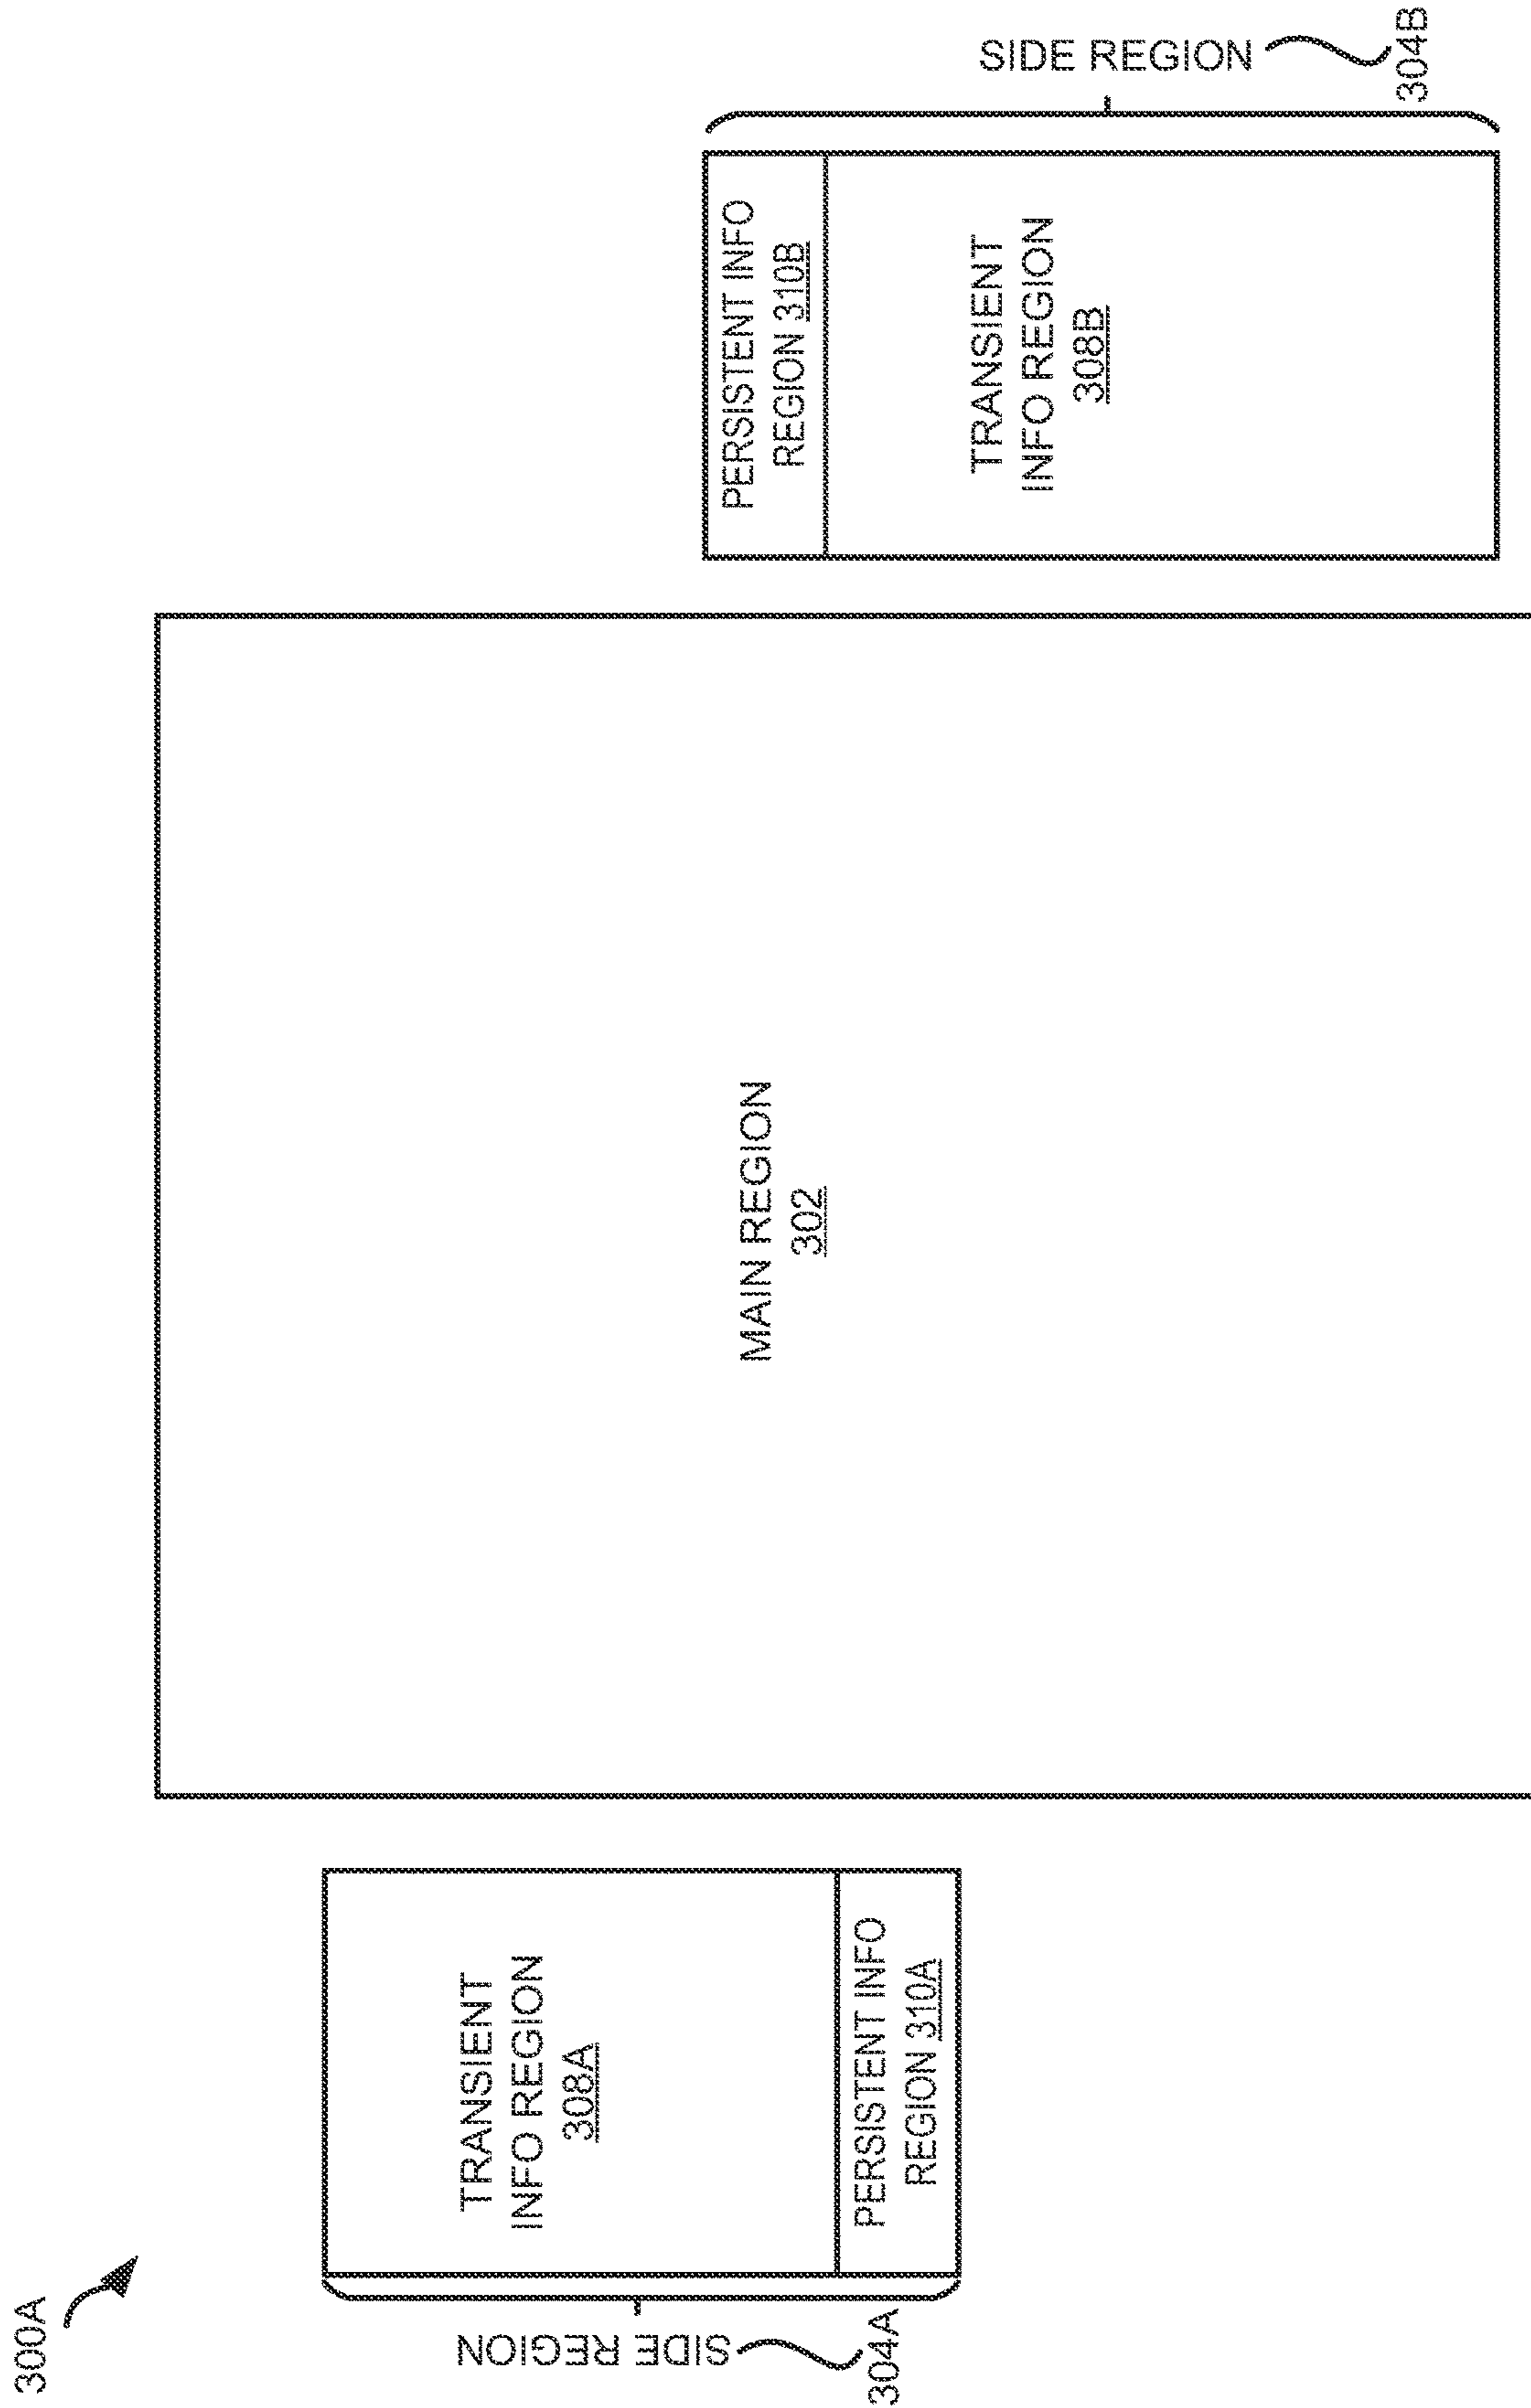 300A
SIDE REGION
304A
TRANSIENT
INFO REGION
308A
PERSISTENT INFO
REGION 310A
MAIN REGION
302
PERSISTENT INFO
REGION 310B
TRANSIENT
INFO REGION
308B
SIDE REGION
304B